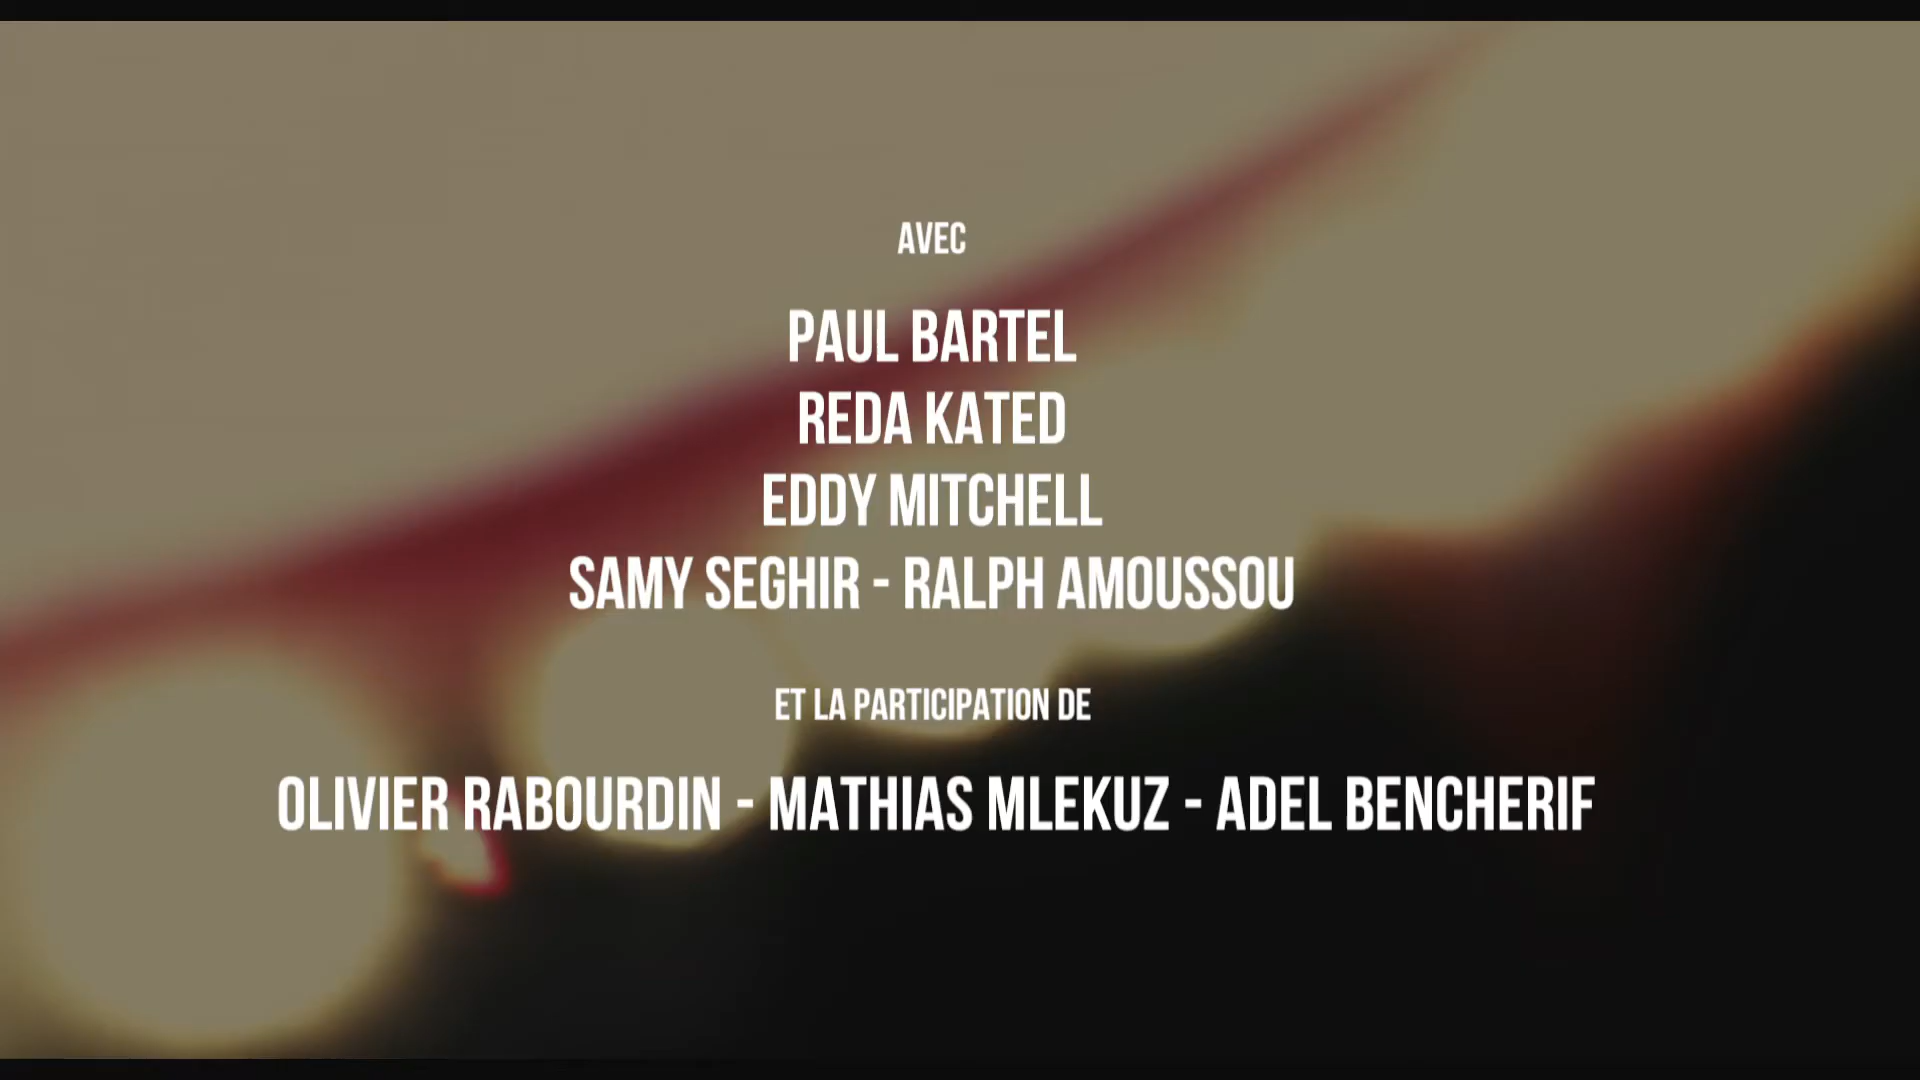 AVEC
PAUL BARTEL
REDA KATED
EDDY MITCHELL
SAMY SEGHIR - RALPH AMOUSSOU
ET LA PARTICIPATION DE
OLIVIER RABOURDIN - MATHIAS MLEKUZ - ADEL BENCHERIF